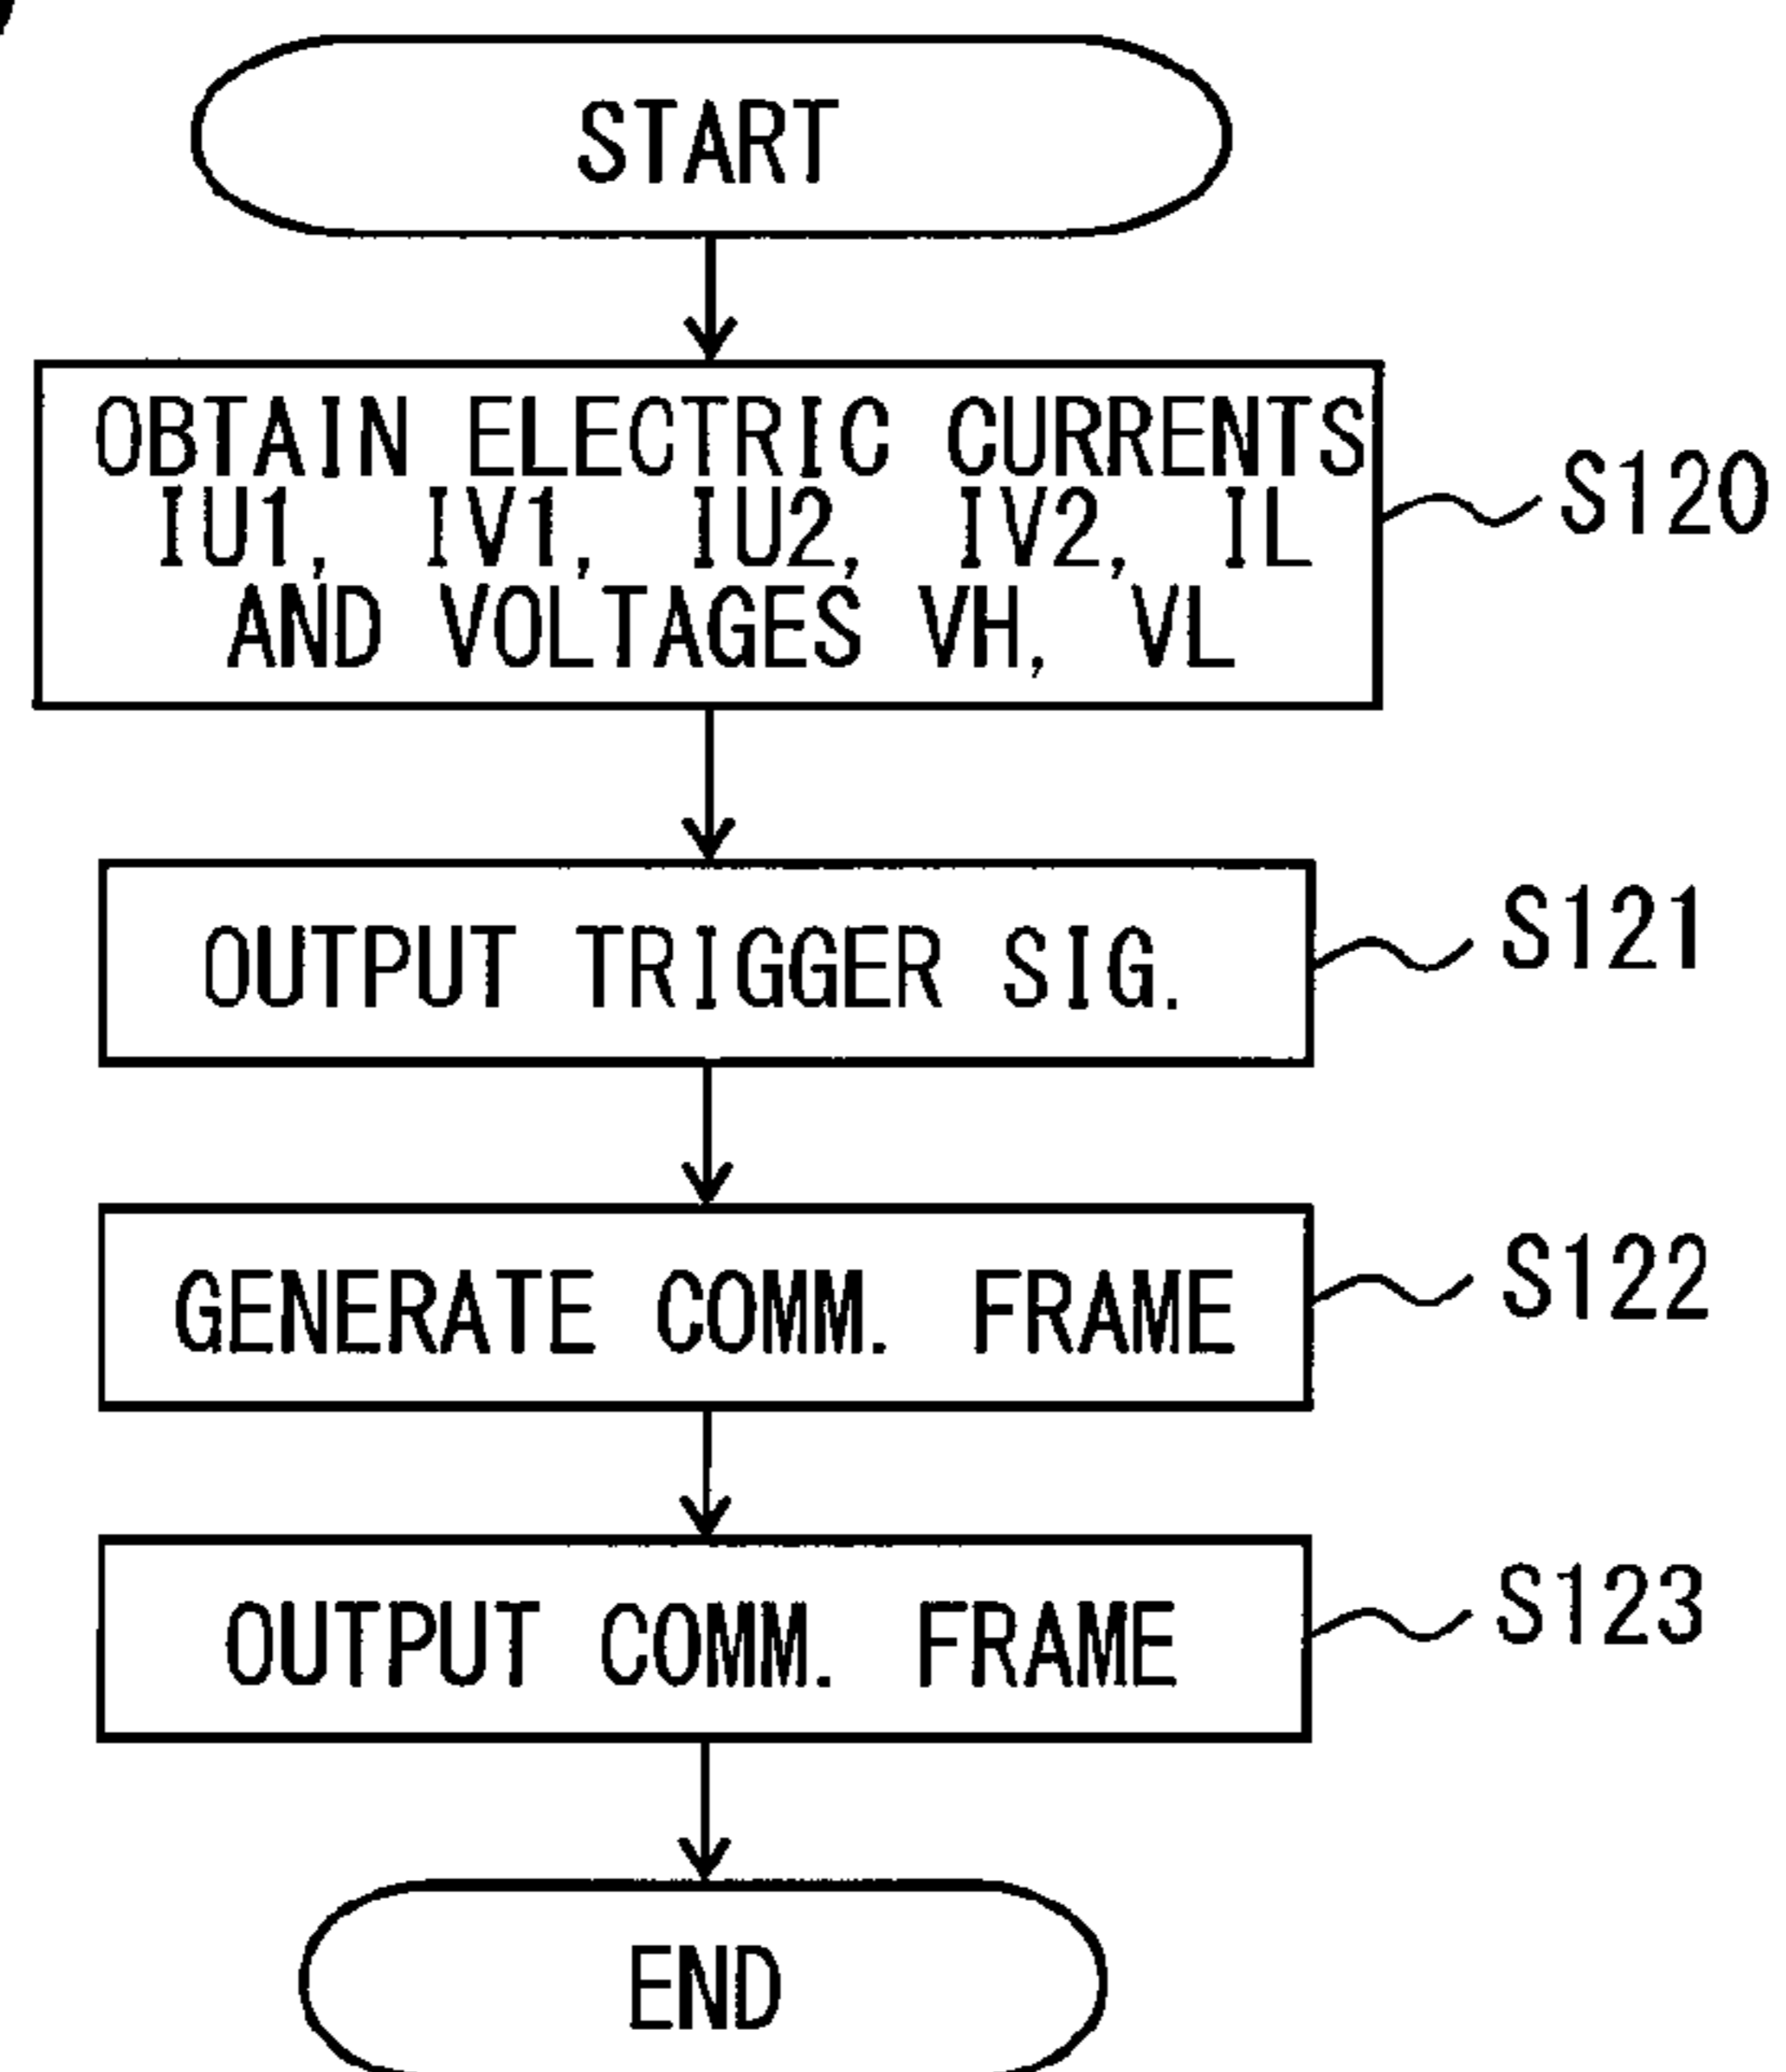 START
OBTAIN ELECTRIC CURRENTS
IU1, IV1, IU2, IV2, IL
AND VOLTAGES VH, VL
S120
OUTPUT TRIGGER SIG.
S121
GENERATE COMM. FRAME
S122
OUTPUT COMM. FRAME
S123
END